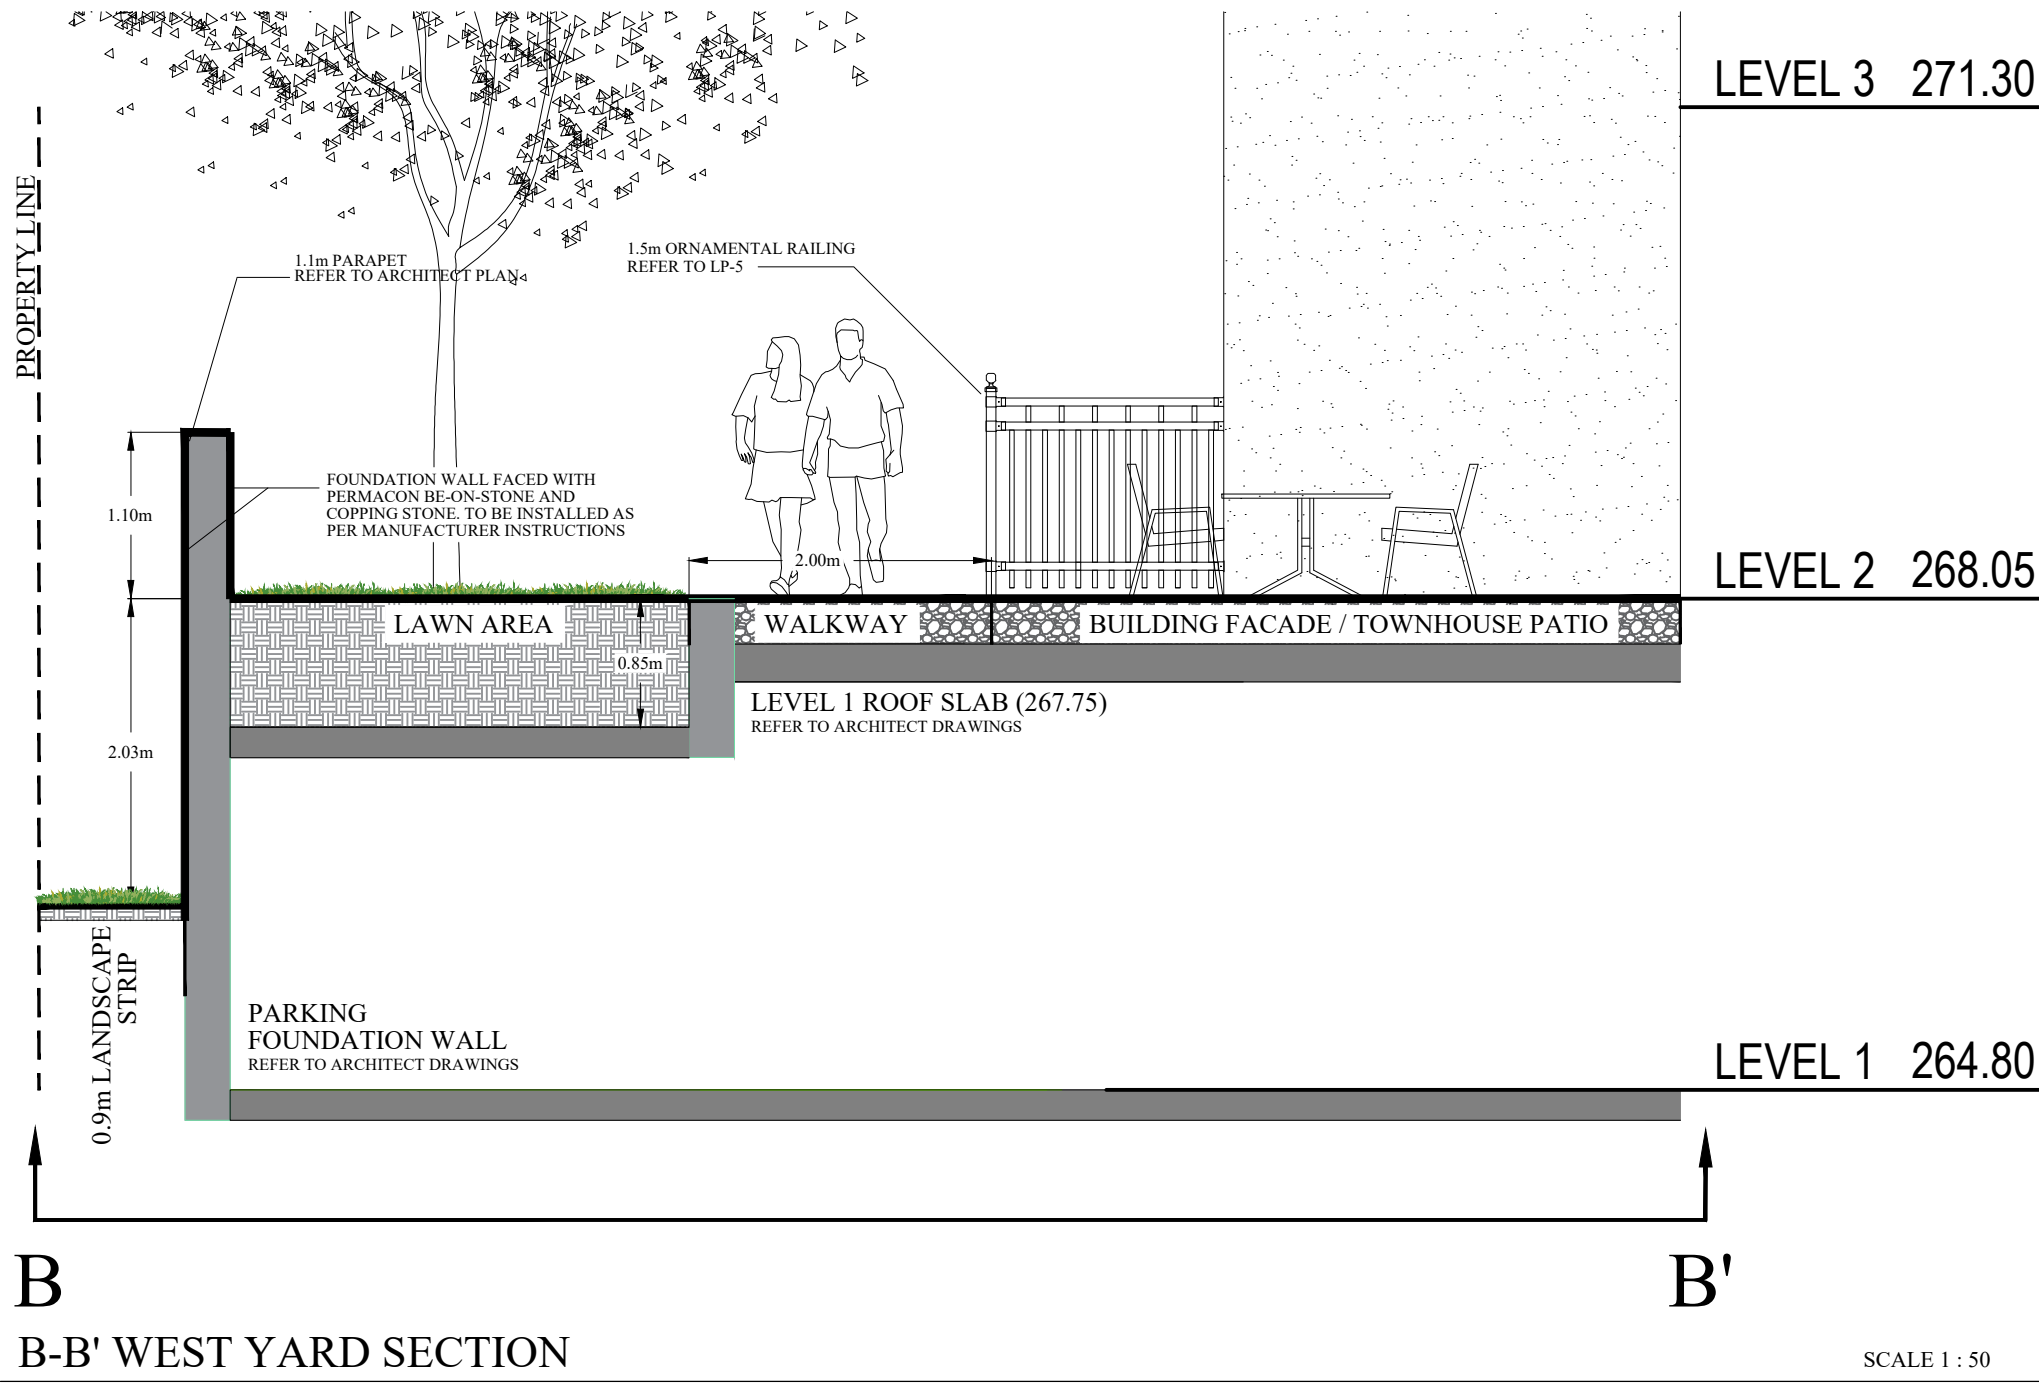 LEVEL 3 271.30
PROPERTY LINE
1.1m PARAPET
REFER TO ARCHITECT PLAN
1.5m ORNAMENTAL RAILING
REFER TO LP-5
FOUNDATION WALL FACED WITH
PERMACON BE-ON-STONE AND
COPPING STONE. TO BE INSTALLED AS
PER MANUFACTURER INSTRUCTIONS
1.10m
2.00m
LEVEL 2 268.05
LAWN AREA
WALKWAY
BUILDING FACADE / TOWNHOUSE PATIO
0.85m
LEVEL 1 ROOF SLAB (267.75)
REFER TO ARCHITECT DRAWINGS
2.03m
0.9m LANDSCAPE
STRIP
PARKING
FOUNDATION WALL
REFER TO ARCHITECT DRAWINGS
LEVEL 1 264.80
B
B'
B-B' WEST YARD SECTION
SCALE 1 : 50